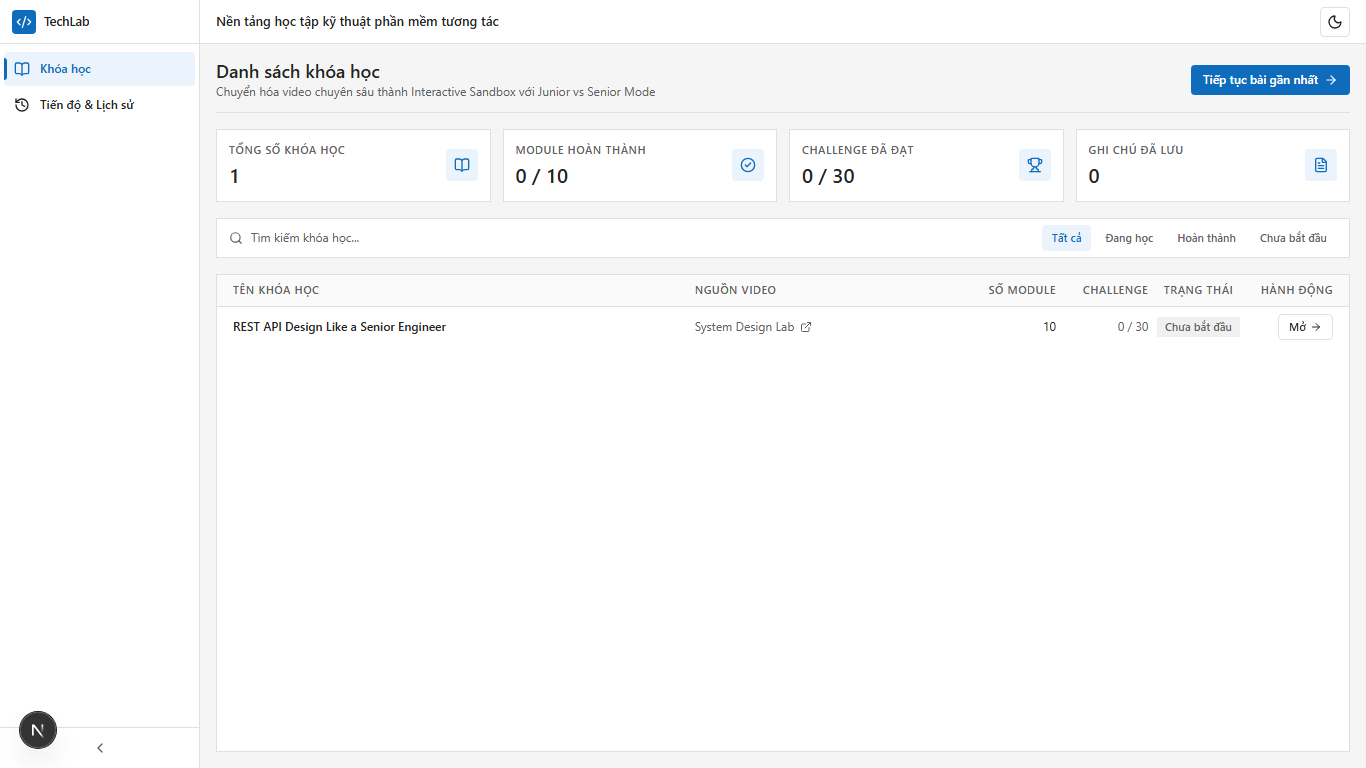 TechLab
Nền tảng học tập kỹ thuật phần mềm tương tác
Khóa học
Tiến độ & Lịch sử
Danh sách khóa học
Chuyển hóa video chuyên sâu thành Interactive Sandbox với Junior vs Senior Mode
Tiếp tục bài gần nhất
TỔNG SỐ KHÓA HỌC
1
MODULE HOÀN THÀNH
0 / 10
CHALLENGE ĐÃ ĐẠT
0 / 30
GHI CHÚ ĐÃ LƯU
0
Tìm kiếm khóa học...
Tất cả Đang học Hoàn thành Chưa bắt đầu
TÊN KHÓA HỌC NGUỒN VIDEO SỐ MODULE CHALLENGE TRẠNG THÁI HÀNH ĐỘNG
REST API Design Like a Senior Engineer System Design Lab 10 0 / 30 Chưa bắt đầu Mở
N